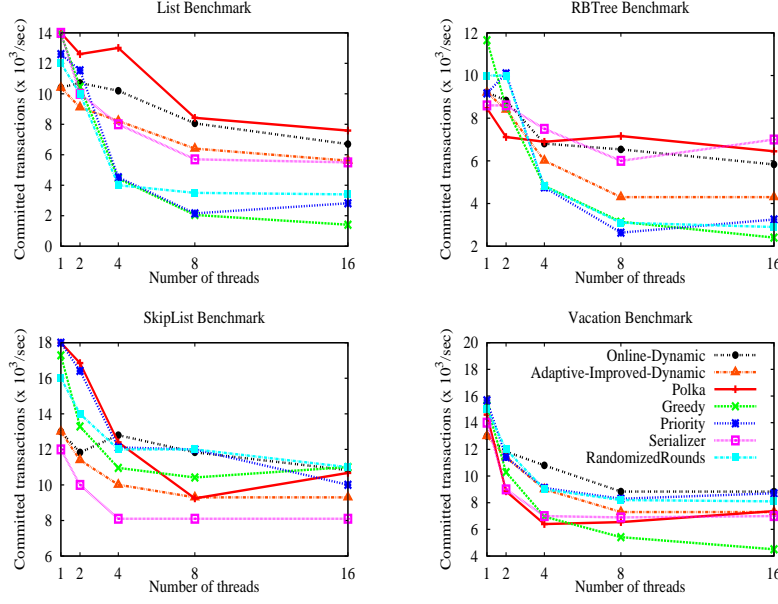 List Benchmark
Committed transactions (x 10^3/sec)
14
12
10
8
6
4
2
0
1 2 4 8 16
Number of threads
RBTree Benchmark
Committed transactions (x 10^3/sec)
12
10
8
6
4
2
1 2 4 8 16
Number of threads
SkipList Benchmark
Committed transactions (x 10^3/sec)
18
16
14
12
10
8
6
1 2 4 8 16
Number of threads
Vacation Benchmark
Committed transactions (x 10^3/sec)
20
18
16
14
12
10
8
6
4
Online-Dynamic
Adaptive-Improved-Dynamic
Polka
Greedy
Priority
Serializer
RandomizedRounds
1 2 4 8 16
Number of threads